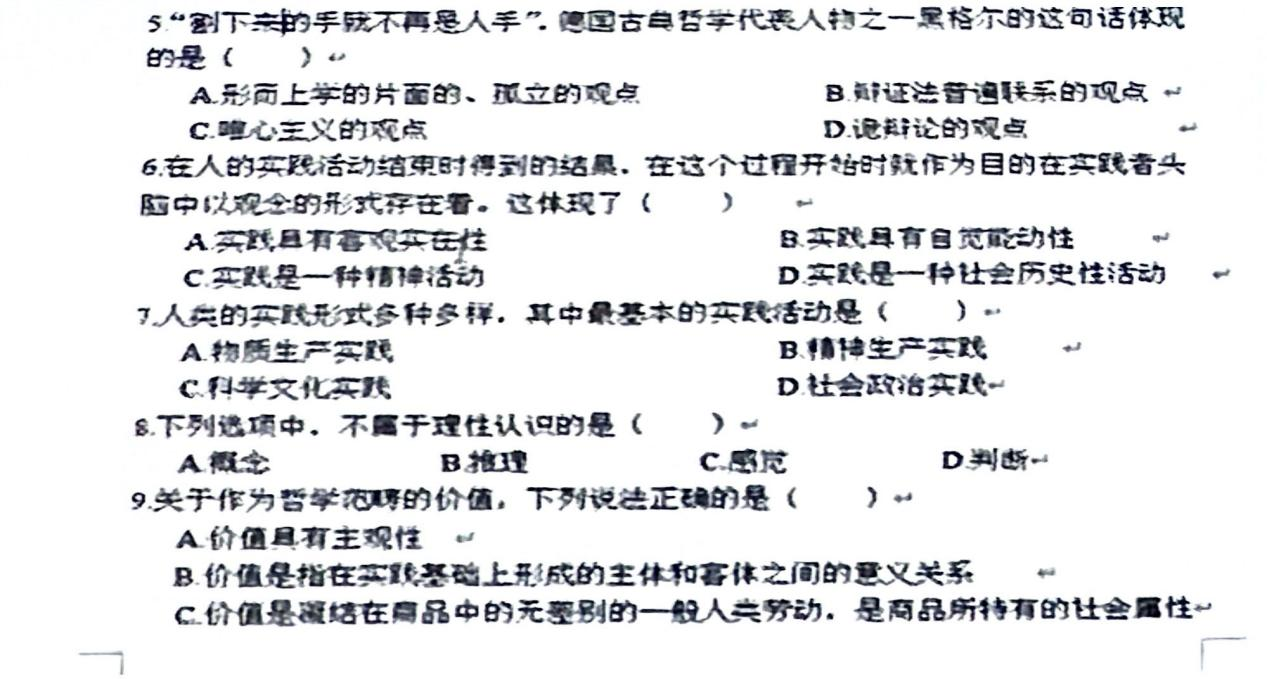 5.“割下来的手就不再是人手”.德国古典哲学代表人物之一黑格尔的这句话体现
的是（ ）
A.形而上学的片面的、孤立的观点 B.辩证法普遍联系的观点
C.唯心主义的观点 D.诡辩论的观点
6.在人的实践活动结束时得到的结果.在这个过程开始时就作为目的在实践者头
脑中以观念的形式存在着。这体现了（ ）
A.实践具有客观实在性 B.实践具有自觉能动性
C.实践是一种精神活动 D.实践是一种社会历史性活动
7.人类的实践形式多种多样.其中最基本的实践活动是（ ）
A.物质生产实践 B.精神生产实践
C.科学文化实践 D.社会政治实践
8.下列选项中.不属于理性认识的是（ ）
A.概念 B.推理 C.感觉 D.判断
9.关于作为哲学范畴的价值，下列说法正确的是（ ）
A.价值具有主观性
B.价值是指在实践基础上形成的主体和客体之间的意义关系
C.价值是凝结在商品中的无差别的一般人类劳动.是商品所特有的社会属性